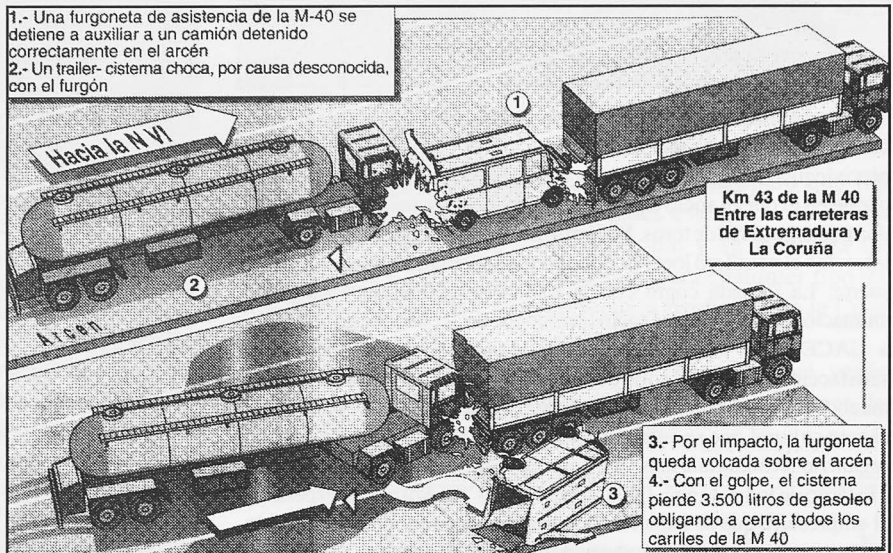 1.- Una furgoneta de asistencia de la M-40 se
detiene a auxiliar a un camión detenido
correctamente en el arcén
2.- Un trailer- cisterna choca, por causa desconocida,
con el furgón
1
Hacia la N VI
Km 43 de la M 40
Entre las carreteras
de Extremadura y
La Coruña
2
Arcen
3.- Por el impacto, la furgoneta
queda volcada sobre el arcén
4.- Con el golpe, el cisterna
pierde 3.500 litros de gasoleo
obligando a cerrar todos los
carriles de la M 40
3